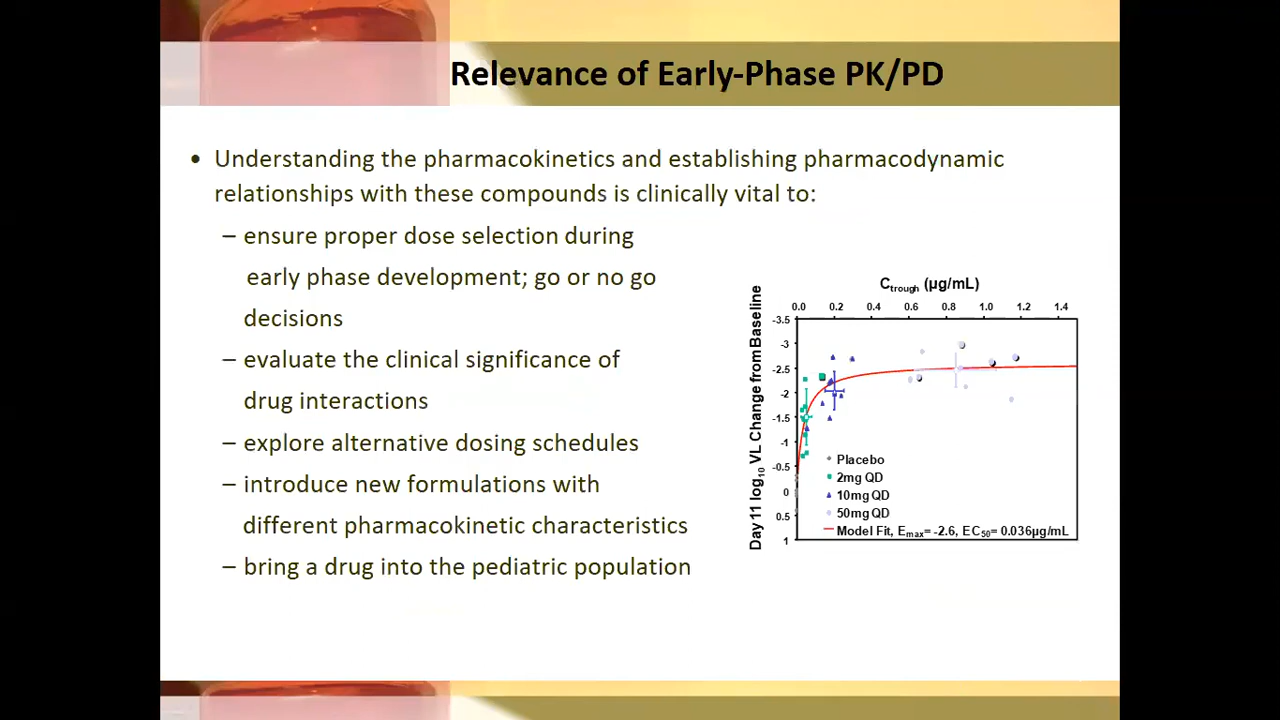 Relevance of Early-Phase PK/PD
• Understanding the pharmacokinetics and establishing pharmacodynamic
relationships with these compounds is clinically vital to:
– ensure proper dose selection during
early phase development; go or no go
decisions
– evaluate the clinical significance of
drug interactions
– explore alternative dosing schedules
– introduce new formulations with
different pharmacokinetic characteristics
– bring a drug into the pediatric population
Ctrough (µg/mL)
0.0 0.2 0.4 0.6 0.8 1.0 1.2 1.4
Day 11 log10 VL Change from Baseline
-3.5
-3
-2.5
-2
-1.5
-1
-0.5
0
0.5
1
Placebo
2mg QD
10mg QD
50mg QD
Model Fit, Emax= -2.6, EC50= 0.036µg/mL